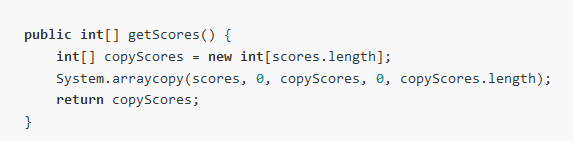 public int[] getScores() {
    int[] copyScores = new int[scores.length];
    System.arraycopy(scores, 0, copyScores, 0, copyScores.length);
    return copyScores;
}